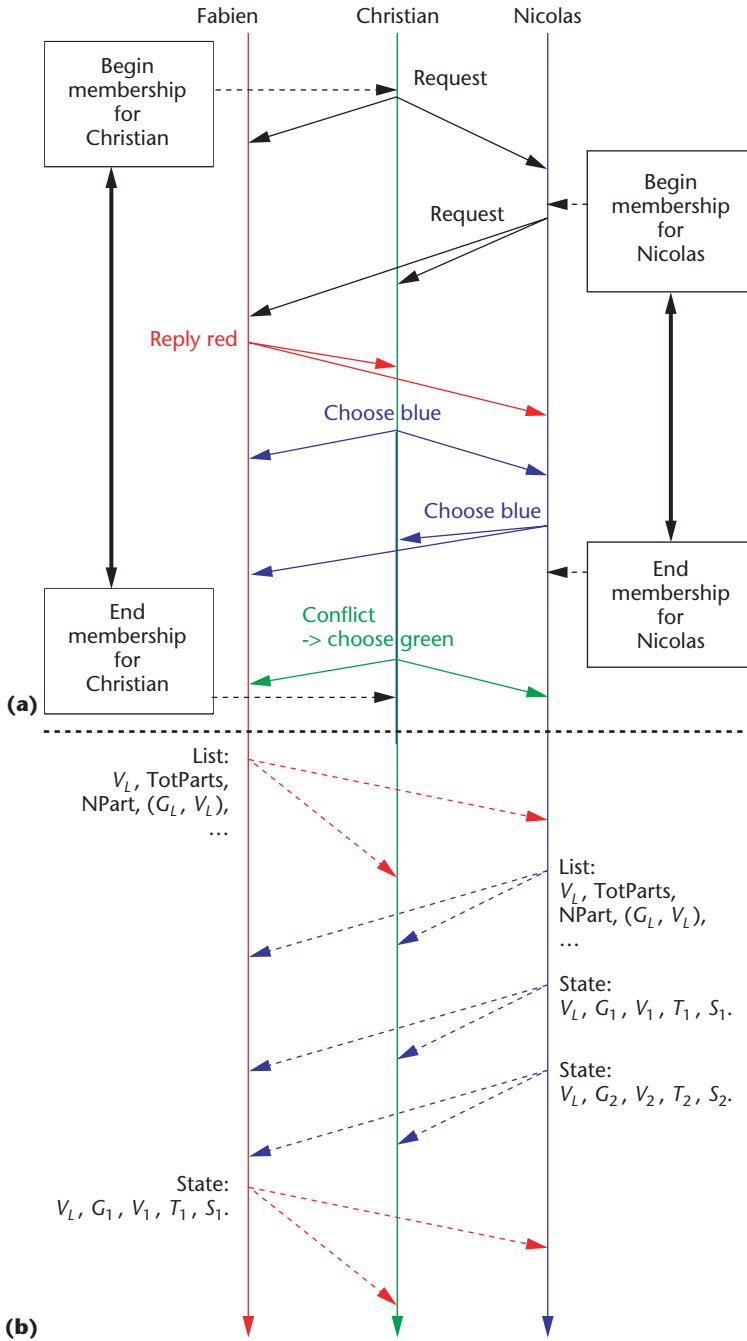 Fabien
Christian
Nicolas
Begin
membership
for
Christian
Request
Begin
membership
for
Nicolas
Request
Reply red
Choose blue
Choose blue
End
membership
for
Nicolas
End
membership
for
Christian
Conflict
-> choose green
(a)
List:
V_L, TotParts,
NPart, (G_L, V_L),
...
List:
V_L, TotParts,
NPart, (G_L, V_L),
...
State:
V_L, G_1, V_1, T_1, S_1.
State:
V_L, G_2, V_2, T_2, S_2.
State:
V_L, G_1, V_1, T_1, S_1.
(b)